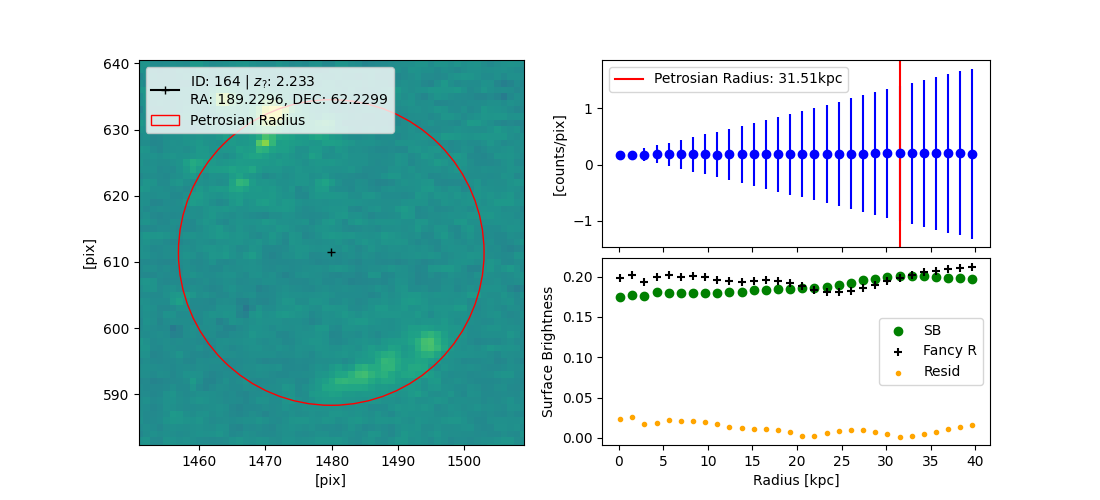 ID: 164 | z?: 2.233
RA: 189.2296, DEC: 62.2299
Petrosian Radius
640
630
620
610
600
590
1460
1470
1480
1490
1500
[pix]
[pix]
Petrosian Radius: 31.51kpc
1
0
−1
[counts/pix]
0.20
0.15
0.10
0.05
0.00
Surface Brightness
SB
Fancy R
Resid
0
5
10
15
20
25
30
35
40
Radius [kpc]